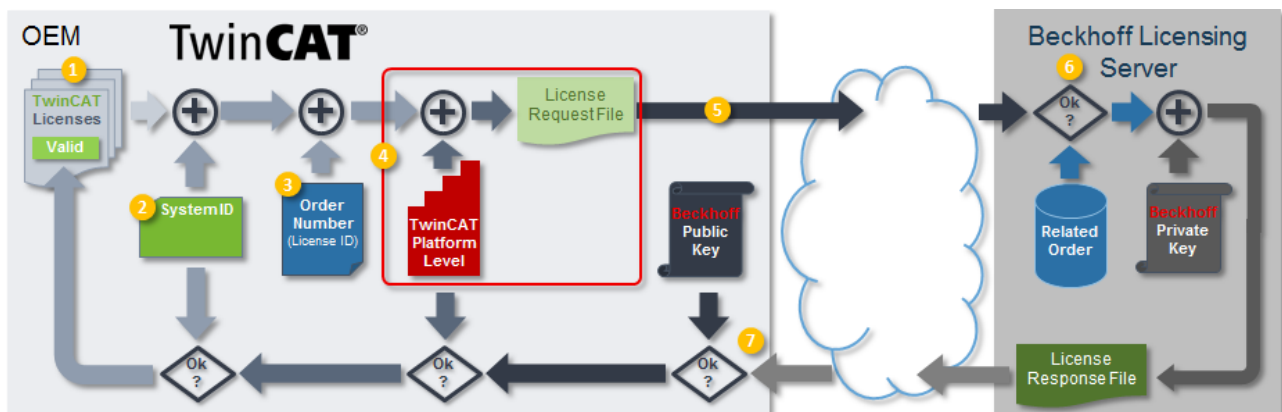 OEM
TwinCAT®
Beckhoff Licensing
Server
1
TwinCAT
Licenses
Valid
2
SystemID
3
Order
Number
(License ID)
4
TwinCAT
Platform
Level
License
Request File
5
Beckhoff
Public
Key
6
Ok
?
Related
Order
Beckhoff
Private
Key
Ok
?
Ok
?
Ok
?
7
License
Response File